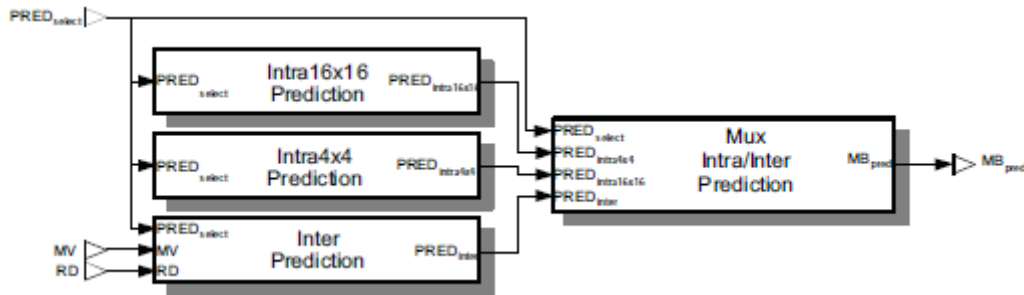 PREDselect
Intra16x16
Prediction
PREDselect
PREDIntra16x16
Intra4x4
Prediction
PREDselect
PREDIntra4x4
Inter
Prediction
PREDselect
MV
RD
PREDInter
MV
RD
Mux
Intra/Inter
Prediction
PREDselect
PREDIntra4x4
PREDIntra16x16
PREDInter
MBpred
MBpred